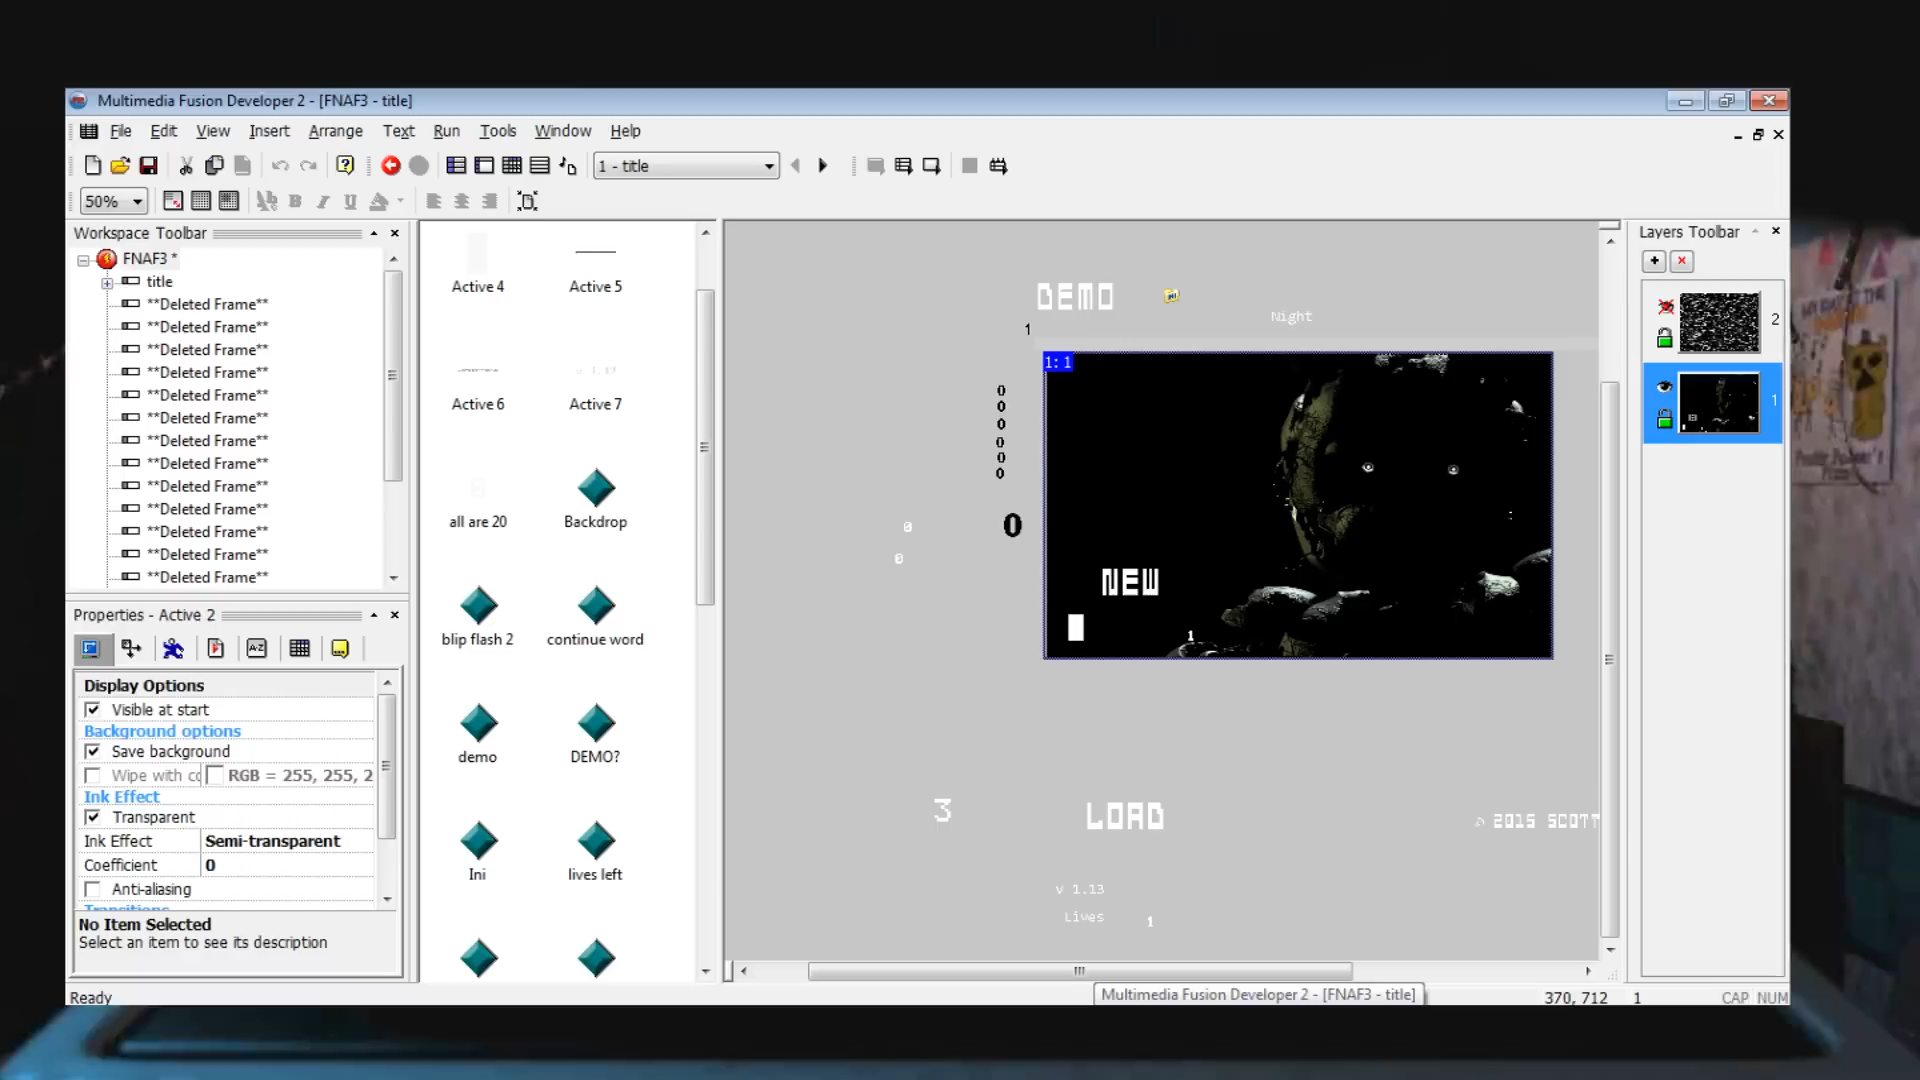 Multimedia Fusion Developer 2 - [FNAF3 - title]
File Edit View Insert Arrange Text Run Tools Window Help
1 - title
50%
Workspace Toolbar
FNAF3 *
title
**Deleted Frame**
**Deleted Frame**
**Deleted Frame**
**Deleted Frame**
**Deleted Frame**
**Deleted Frame**
**Deleted Frame**
**Deleted Frame**
**Deleted Frame**
**Deleted Frame**
**Deleted Frame**
**Deleted Frame**
**Deleted Frame**
Properties - Active 2
Display Options
Visible at start
Background options
Save background
Wipe with co RGB = 255, 255, 2
Ink Effect
Transparent
Ink Effect Semi-transparent
Coefficient 0
Anti-aliasing
Transitions
No Item Selected
Select an item to see its description
Ready
Active 4 Active 5
Active 6 Active 7
all are 20 Backdrop
blip flash 2 continue word
demo DEMO?
Ini lives left
DEMO
Night
1
1: 1
0
0
0
0
0
0
0
0
0
NEW
1
3
LOAD
2015 SCOTT
v 1.13
Lives 1
Layers Toolbar
2
1
Multimedia Fusion Developer 2 - [FNAF3 - title]
370, 712 1 CAP NUM